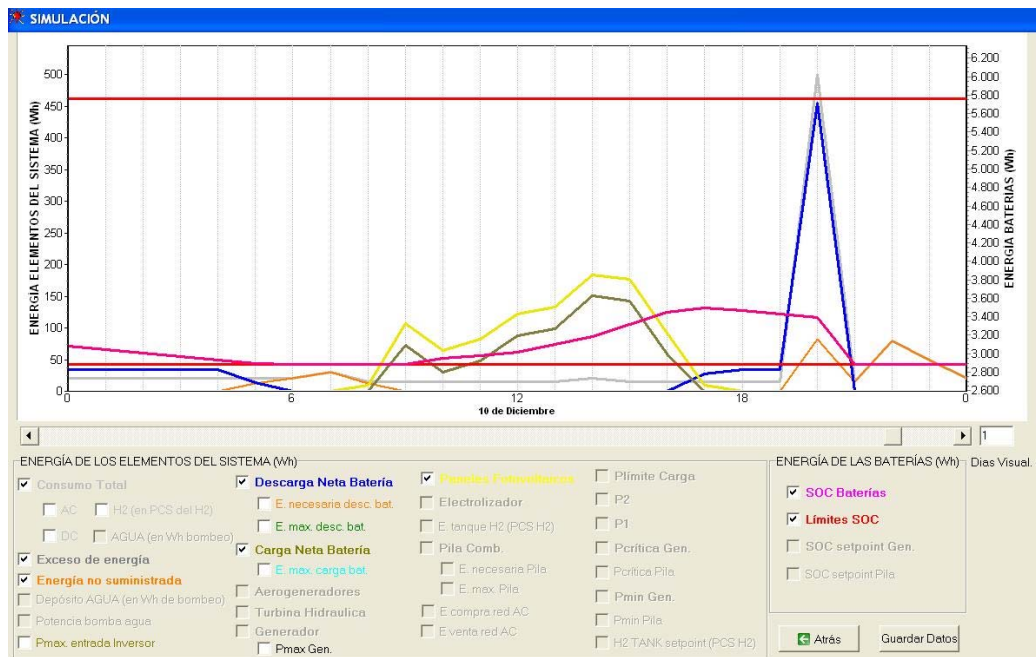 SIMULACIÓN
ENERGÍA ELEMENTOS DEL SISTEMA (Wh)
500
450
400
350
300
250
200
150
100
50
0
6.200
6.000
5.800
5.600
5.400
5.200
5.000
4.800
4.600
4.400
4.200
4.000
3.800
3.600
3.400
3.200
3.000
2.800
2.600
ENERGÍA BATERÍAS (Wh)
0 6 12 18 0
10 de Diciembre
1
ENERGÍA DE LOS ELEMENTOS DEL SISTEMA (Wh)
Consumo Total
AC H2 (en PCS del H2)
DC AGUA (en Wh bombeo)
Exceso de energía
Energía no suministrada
Depósito AGUA (en Wh de bombeo)
Potencia bomba agua
Pmax. entrada Inversor
Descarga Neta Batería
E. necesaria desc. bat.
E. max. desc. bat.
Carga Neta Batería
E. max. carga bat.
Aerogeneradores
Turbina Hidraulica
Generador
Pmax Gen.
Paneles Fotovoltaicos
Electrolizador
E. tanque H2 (PCS H2)
Pila Comb.
E. necesaria Pila
E. max. Pila
E compra red AC
E venta red AC
Plímite Carga
P2
P1
Pcrítica Gen.
Pcrítica Pila
Pmin Gen.
Pmin Pila
H2 TANK setpoint (PCS H2)
ENERGÍA DE LAS BATERÍAS (Wh)
Dias Visual.
SOC Baterías
Límites SOC
SOC setpoint Gen.
SOC setpoint Pila
Atrás
Guardar Datos